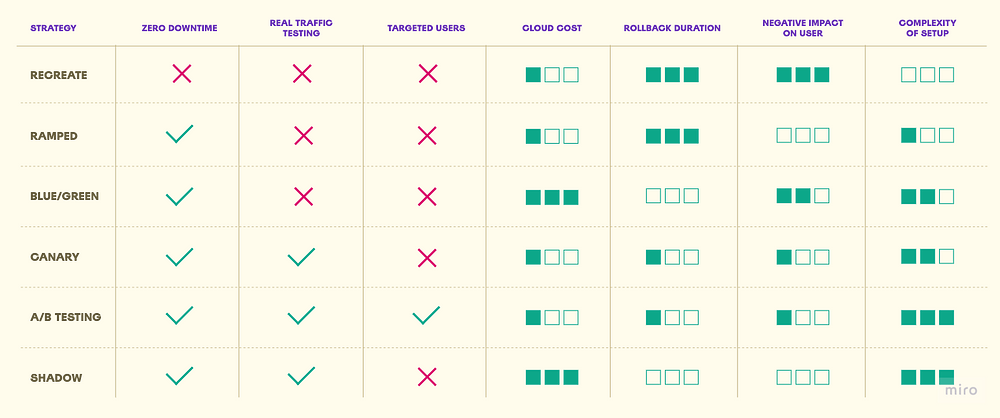 STRATEGY
ZERO DOWNTIME
REAL TRAFFIC
TESTING
TARGETED USERS
CLOUD COST
ROLLBACK DURATION
NEGATIVE IMPACT
ON USER
COMPLEXITY
OF SETUP
RECREATE
RAMPED
BLUE/GREEN
CANARY
A/B TESTING
SHADOW
miro